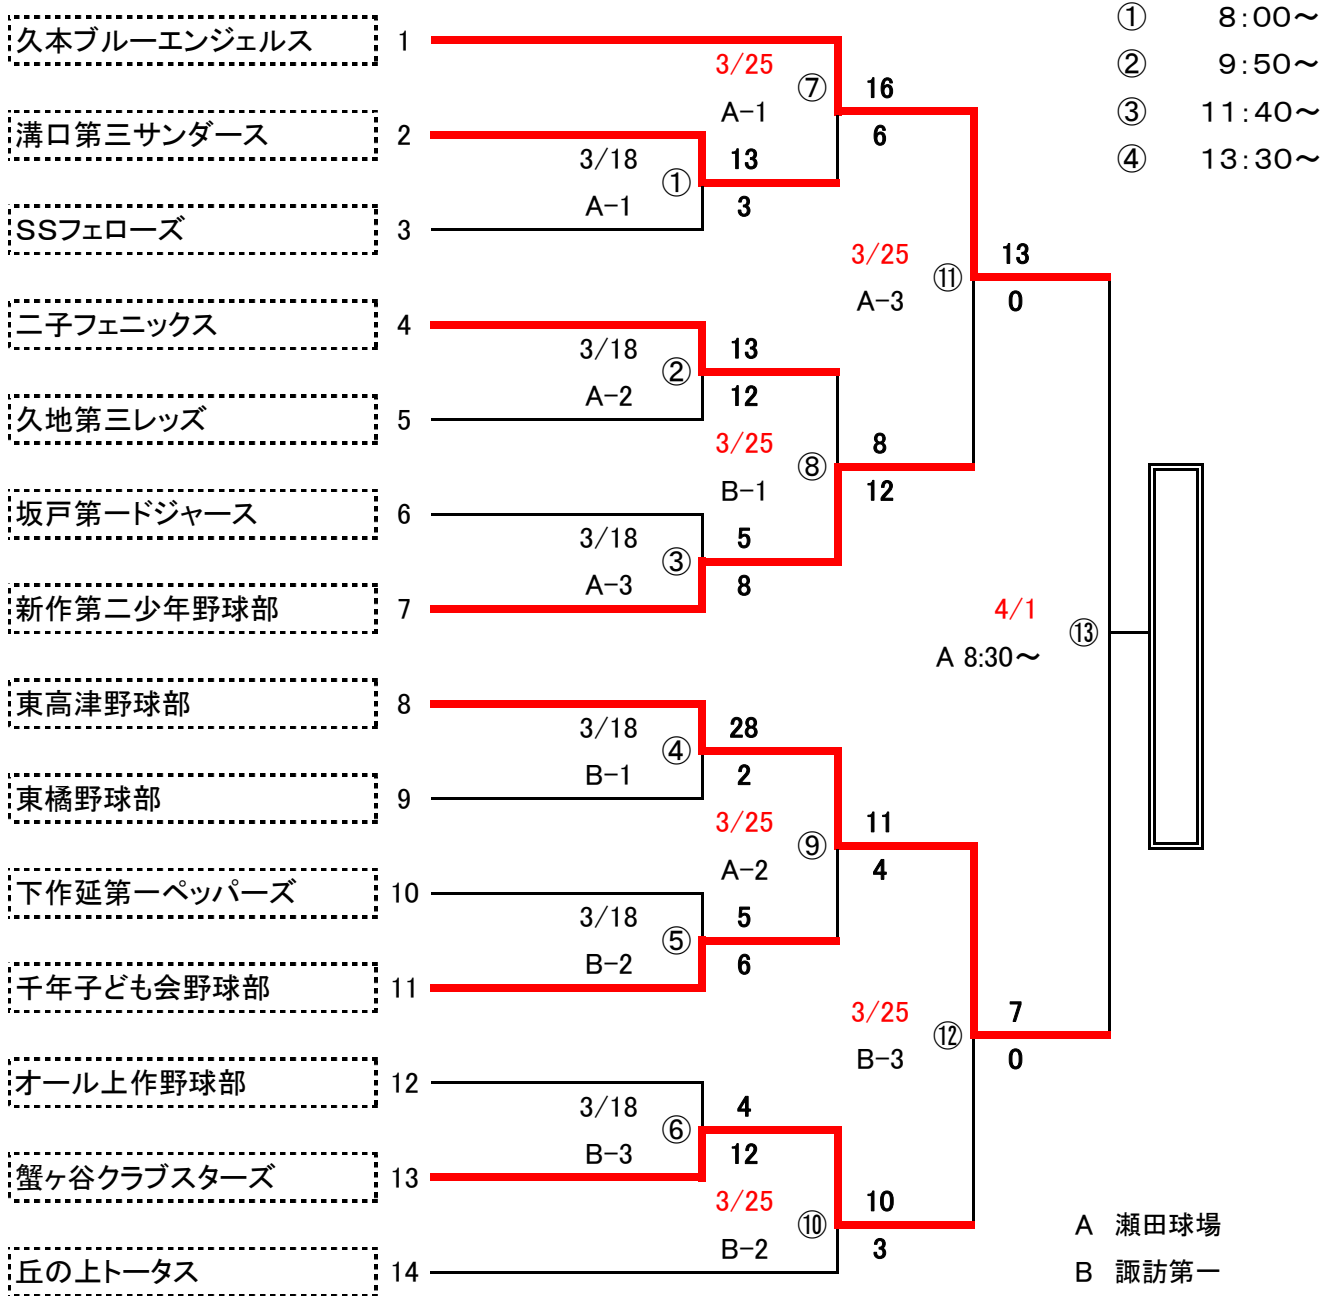 ① 8:00～
久本ブルーエンジェルス 1
3/25
⑦ 16
② 9:50～
A-1
③ 11:40～
溝口第三サンダース 2
6
3/18 13
④ 13:30～
①
A-1 3
SSフェローズ 3
3/25 13
⑪
A-3 0
二子フェニックス 4
3/18 13
②
A-2 12
久地第三レッズ 5
3/25 8
⑧
B-1 12
坂戸第一ドジャース 6
3/18 5
③
A-3 8
新作第二少年野球部 7
4/1
⑬
A 8:30～
東高津野球部 8
3/18 28
④
B-1 2
東橘野球部 9
3/25 11
⑨
A-2 4
下作延第一ペッパーズ 10
3/18 5
⑤
B-2 6
千年子ども会野球部 11
3/25 7
⑫
B-3 0
オール上作野球部 12
3/18 4
⑥
B-3 12
蟹ヶ谷クラブスターズ 13
3/25 10
⑩
B-2 3
A 瀬田球場
丘の上トータス 14
B 諏訪第一